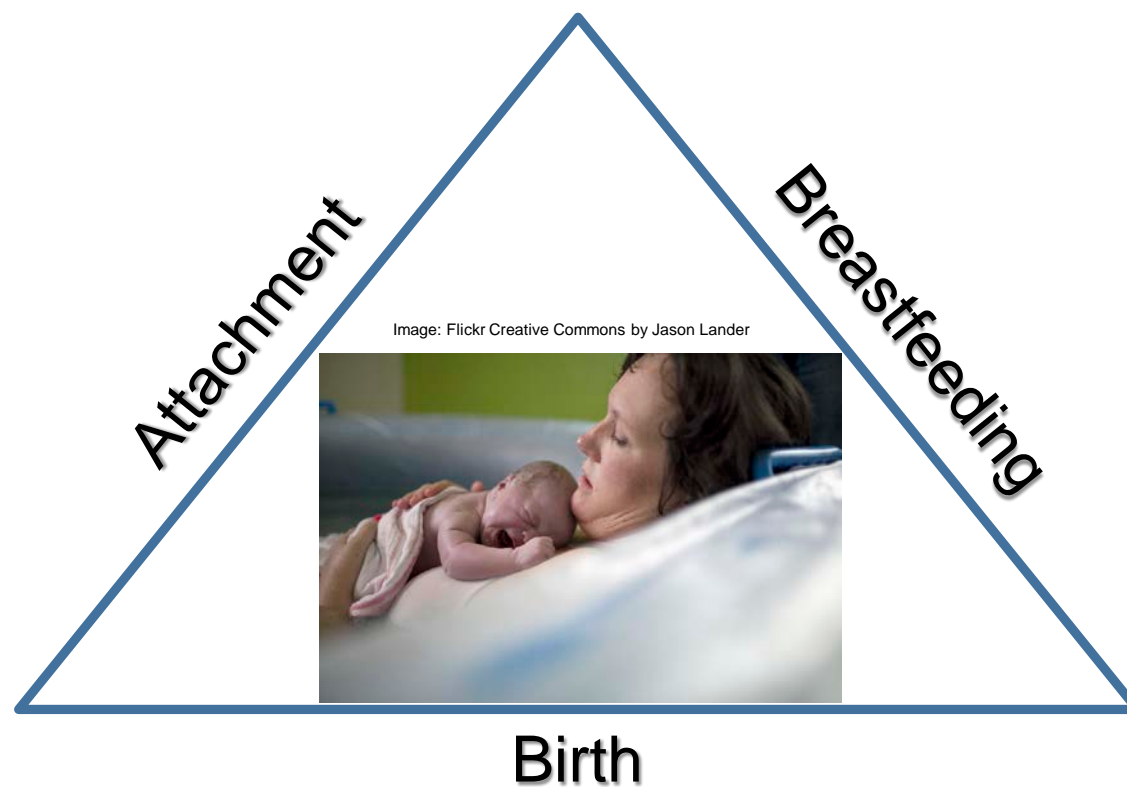 Attachment
Breastfeeding
Image: Flickr Creative Commons by Jason Lander
Birth